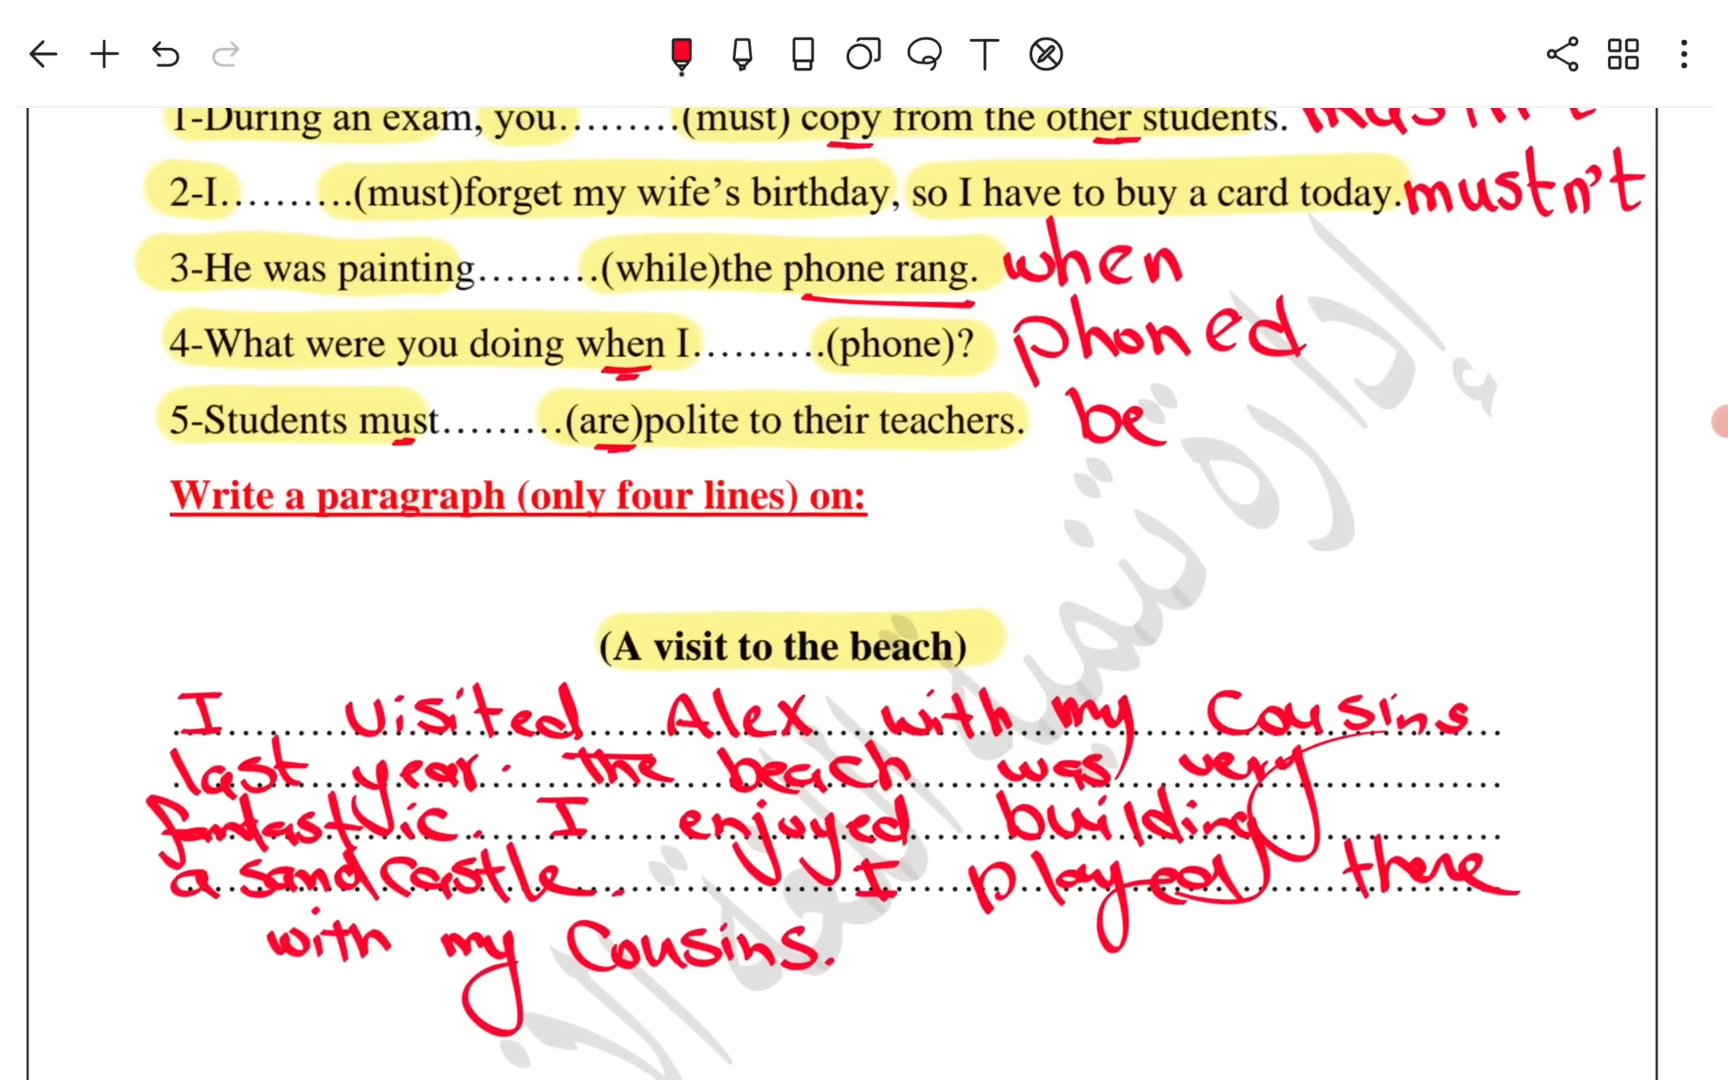 1-During an exam, you.........(must) copy from the other students. mustn't
2-I..........(must)forget my wife's birthday, so I have to buy a card today. mustn't
3-He was painting.........(while)the phone rang. when
4-What were you doing when I..........(phone)? phoned
5-Students must.........(are)polite to their teachers. be
Write a paragraph (only four lines) on:
(A visit to the beach)
I visited Alex with my cousins
last year. The beach was very
fantastic. I enjoyed building
a sandcastle. I played there
with my cousins.